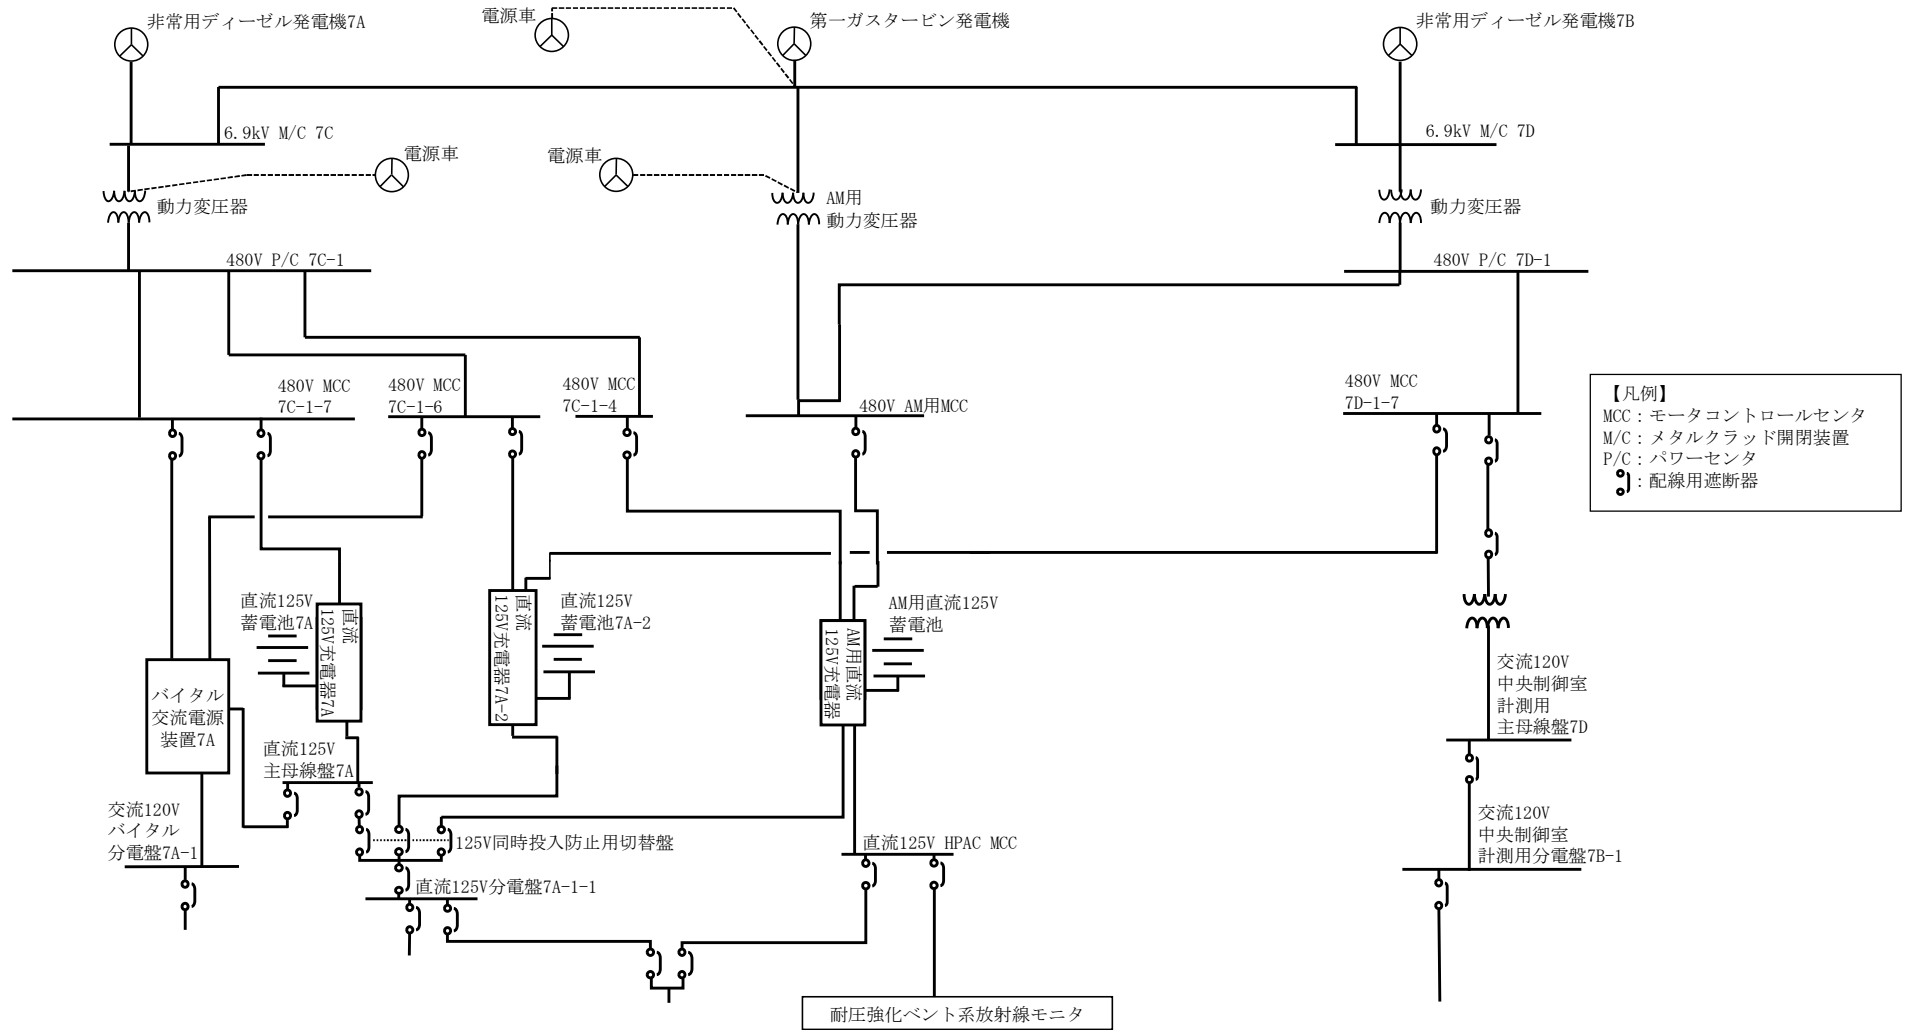 非常用ディーゼル発電機7A
電源車
第一ガスタービン発電機
非常用ディーゼル発電機7B
6.9kV M/C 7C
6.9kV M/C 7D
電源車
電源車
動力変圧器
AM用
動力変圧器
動力変圧器
480V P/C 7C-1
480V P/C 7D-1
480V MCC
7C-1-7
480V MCC
7C-1-6
480V MCC
7C-1-4
480V AM用MCC
480V MCC
7D-1-7
【凡例】
MCC：モータコントロールセンタ
M/C：メタルクラッド開閉装置
P/C：パワーセンタ
：配線用遮断器
直流125V
蓄電池7A
直流
125V充電器7A
直流
125V充電器7A-2
直流125V
蓄電池7A-2
AM用直流
125V充電器
AM用直流125V
蓄電池
バイタル
交流電源
装置7A
交流120V
中央制御室
計測用
主母線盤7D
直流125V
主母線盤7A
交流120V
バイタル
分電盤7A-1
125V同時投入防止用切替盤
直流125V HPAC MCC
交流120V
中央制御室
計測用分電盤7B-1
直流125V分電盤7A-1-1
耐圧強化ベント系放射線モニタ